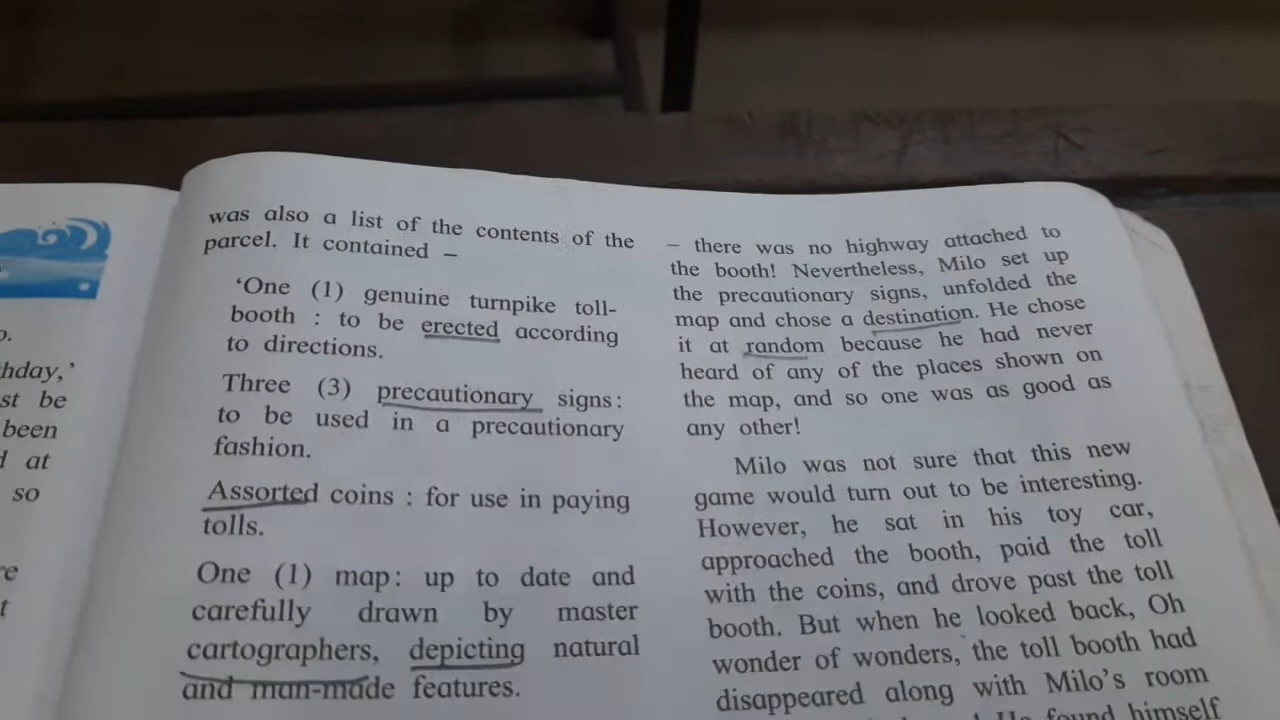 o.
hday,’
st be
been
d at
so
re
t
was also a list of the contents of the
parcel. It contained –
‘One (1) genuine turnpike toll-
booth : to be erected according
to directions.
Three (3) precautionary signs:
to be used in a precautionary
fashion.
Assorted coins : for use in paying
tolls.
One (1) map: up to date and
carefully drawn by master
cartographers, depicting natural
and man-made features.
– there was no highway attached to
the booth! Nevertheless, Milo set up
the precautionary signs, unfolded the
map and chose a destination. He chose
it at random because he had never
heard of any of the places shown on
the map, and so one was as good as
any other!
Milo was not sure that this new
game would turn out to be interesting.
However, he sat in his toy car,
approached the booth, paid the toll
with the coins, and drove past the toll
booth. But when he looked back, Oh
wonder of wonders, the toll booth had
disappeared along with Milo’s room
He found himself